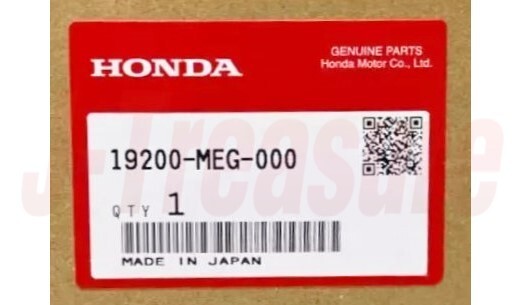 HONDA
GENUINE PARTS
Honda Motor Co., Ltd.
19200-MEG-000
QTY 1
MADE IN JAPAN
J-Treasure